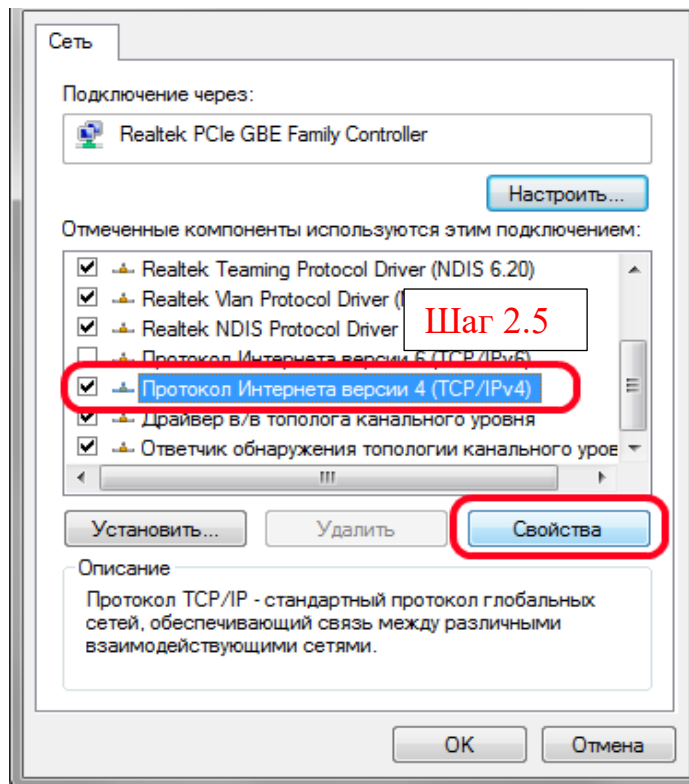 Сеть
Подключение через:
Realtek PCIe GBE Family Controller
Настроить...
Отмеченные компоненты используются этим подключением:
Realtek Teaming Protocol Driver (NDIS 6.20)
Realtek Vlan Protocol Driver (
Realtek NDIS Protocol Driver
Шаг 2.5
Протокол Интернета версии 6 (TCP/IPv6)
Протокол Интернета версии 4 (TCP/IPv4)
Драйвер в/в тополога канального уровня
Ответчик обнаружения топологии канального уров
Установить...
Удалить
Свойства
Описание
Протокол TCP/IP - стандартный протокол глобальных
сетей, обеспечивающий связь между различными
взаимодействующими сетями.
OK
Отмена